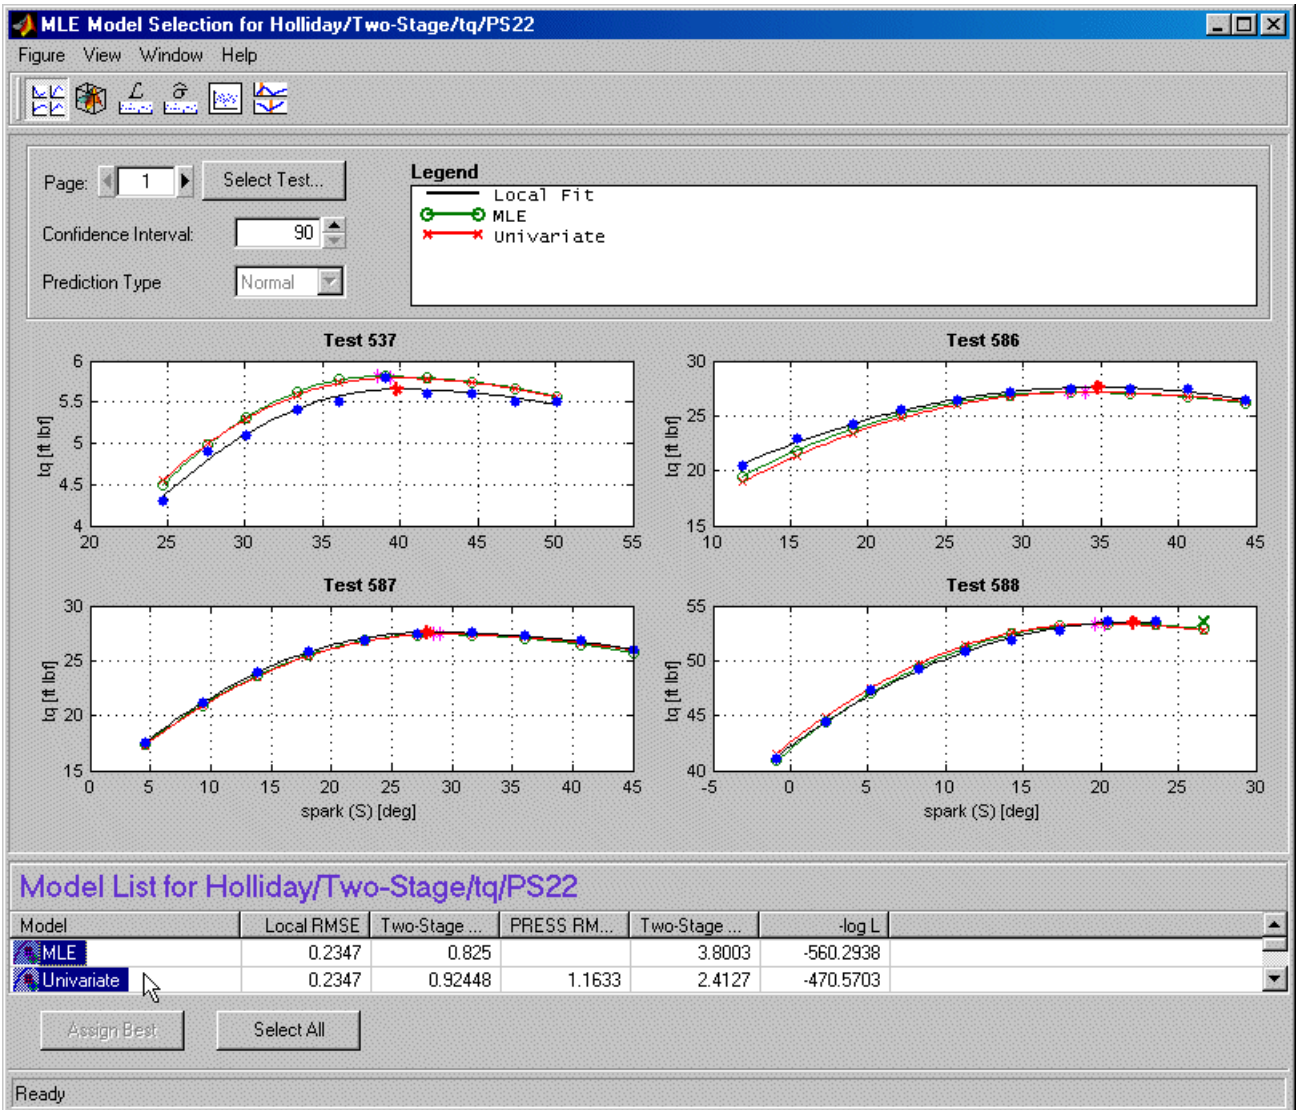 MLE Model Selection for Holliday/Two-Stage/tq/PS22
Figure View Window Help
Page: 1 Select Test...
Confidence Interval: 90
Prediction Type Normal
Legend
Local Fit
MLE
Univariate
Test 537
6
5.5
5
4.5
4
tq [ft lbf]
20 25 30 35 40 45 50 55
Test 586
30
25
20
15
tq [ft lbf]
10 15 20 25 30 35 40 45
Test 587
30
25
20
15
tq [ft lbf]
0 5 10 15 20 25 30 35 40 45
spark (S) [deg]
Test 588
55
50
45
40
tq [ft lbf]
-5 0 5 10 15 20 25 30
spark (S) [deg]
Model List for Holliday/Two-Stage/tq/PS22
Model Local RMSE Two-Stage ... PRESS RM... Two-Stage ... -log L
MLE 0.2347 0.825 3.8003 -560.2938
Univariate 0.2347 0.92448 1.1633 2.4127 -470.5703
Assign Best Select All
Ready